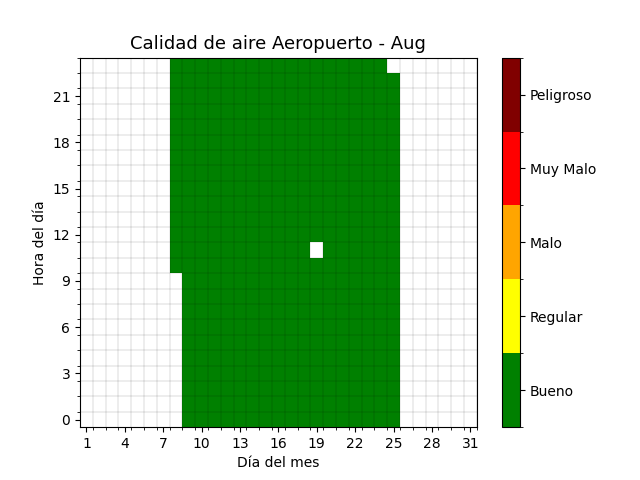 Calidad de aire Aeropuerto - Aug
Hora del día
21
18
15
12
9
6
3
0
1 4 7 10 13 16 19 22 25 28 31
Día del mes
Peligroso
Muy Malo
Malo
Regular
Bueno